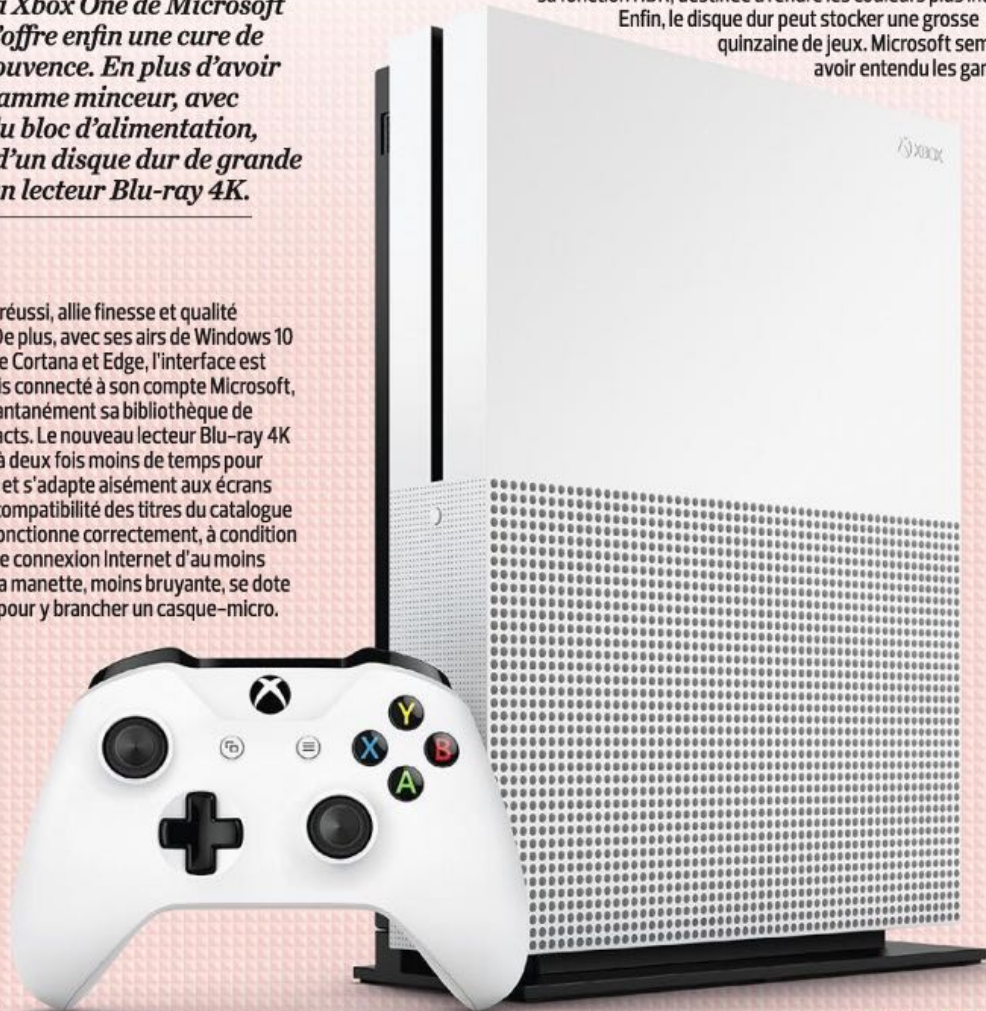 Xbox One de Microsoft
'offre enfin une cure de
ouvence. En plus d'avoir
amme minceur, avec
u bloc d'alimentation,
d'un disque dur de grande
n lecteur Blu-ray 4K.
réussi, allie finesse et qualité
De plus, avec ses airs de Windows 10
e Cortana et Edge, l'interface est
is connecté à son compte Microsoft,
antanément sa bibliothèque de
acts. Le nouveau lecteur Blu-ray 4K
à deux fois moins de temps pour
et s'adapte aisément aux écrans
compatibilité des titres du catalogue
onctionne correctement, à condition
e connexion Internet d'au moins
a manette, moins bruyante, se dote
pour y brancher un casque-micro.
Enfin, le disque dur peut stocker une grosse
quinzaine de jeux. Microsoft sem
avoir entendu les gar
XBOX
Y
X
B
A